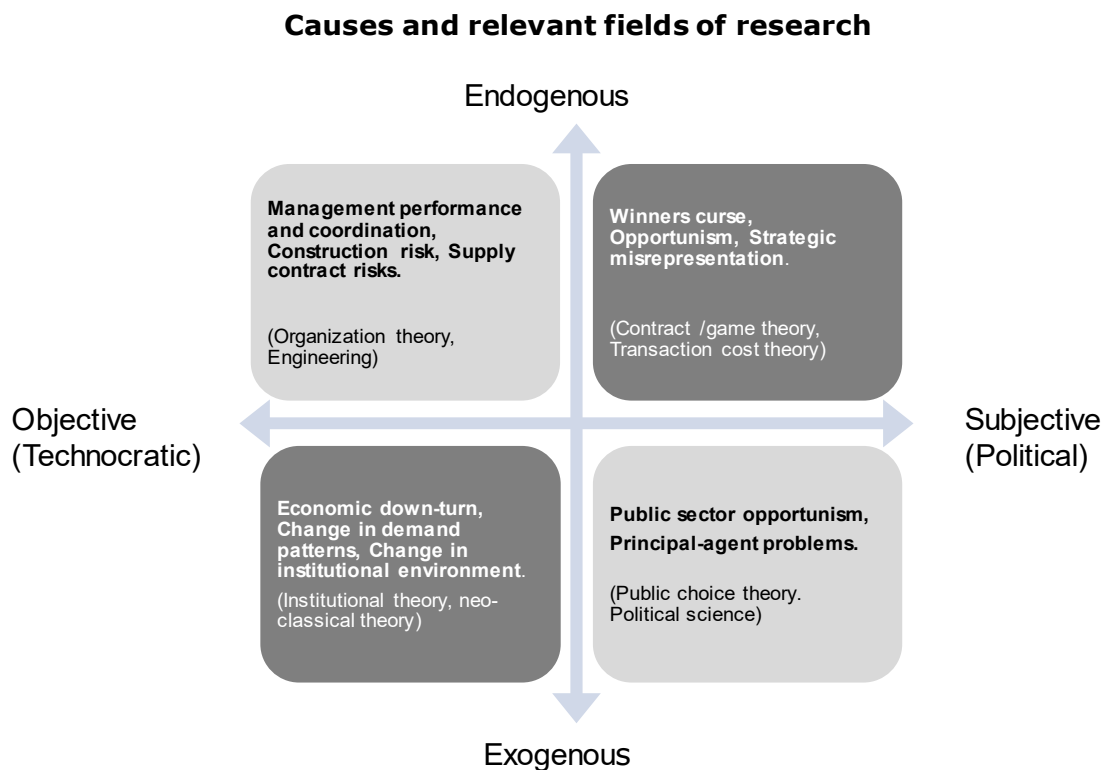 Causes and relevant fields of research
Endogenous
Management performance
and coordination,
Construction risk, Supply
contract risks.
(Organization theory,
Engineering)
Winners curse,
Opportunism, Strategic
misrepresentation.
(Contract /game theory,
Transaction cost theory)
Objective
(Technocratic)
Subjective
(Political)
Economic down-turn,
Change in demand
patterns, Change in
institutional environment.
(Institutional theory, neo-
classical theory)
Public sector opportunism,
Principal-agent problems.
(Public choice theory.
Political science)
Exogenous